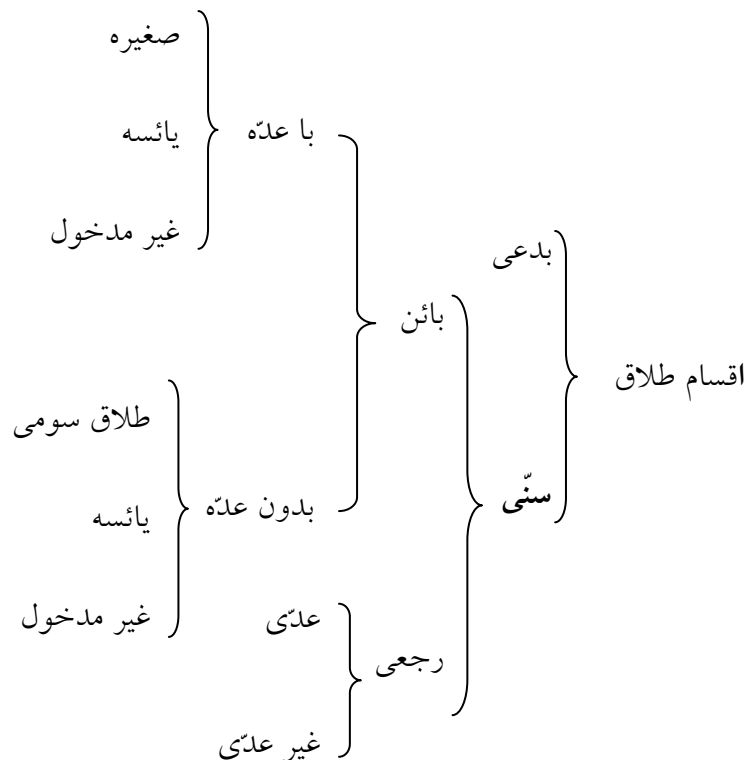 اقسام طلاق
بدعی
سنّی
بائن
رجعی
با عدّه
صغیره
یائسه
غیر مدخول
بدون عدّه
طلاق سومی
یائسه
غیر مدخول
عدّی
غیر عدّی